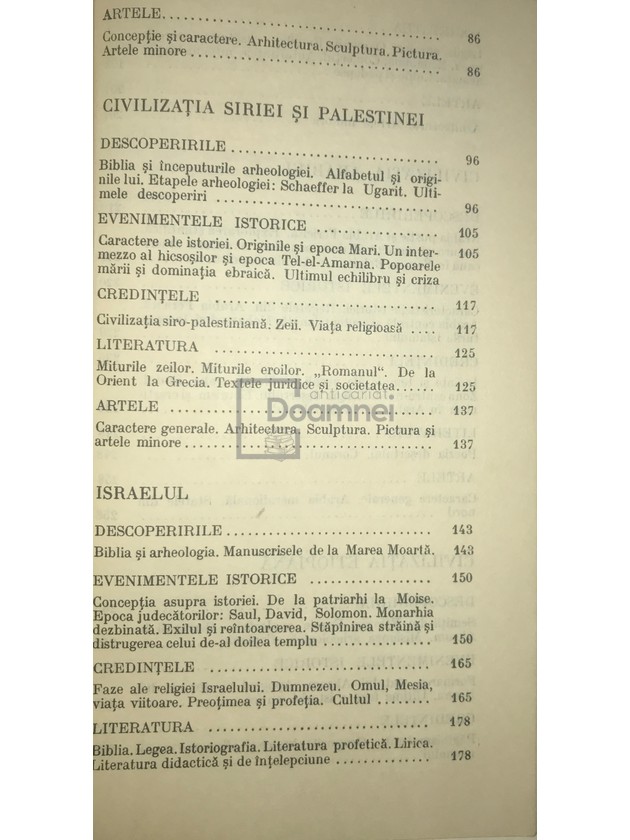 ARTELE........................................ 86
Concepție și caractere. Arhitectura. Sculptura. Pictura.
Artele minore........................................ 86
CIVILIZAȚIA SIRIEI ȘI PALESTINEI
DESCOPERIRILE........................................ 96
Biblia și începuturile arheologiei. Alfabetul și origi-
nile lui. Etapele arheologiei: Schaeffer la Ugarit. Ulti-
mele descoperiri........................................ 96
EVENIMENTELE ISTORICE................ 105
Caractere ale istoriei. Originile și epoca Mari. Un inter- 105
mezzo al hicsoșilor și epoca Tel-el-Amarna. Popoarele
mării și dominația ebraică. Ultimul echilibru și criza
CREDINȚELE................................ 117
Civilizația siro-palestiniană. Zeii. Viața religioasă.... 117
LITERATURA................................ 125
Miturile zeilor. Miturile eroilor. „Romanul“. De la
Orient la Grecia. Textele juridice și societatea...... 125
anticariat
Doamnei
ARTELE................................ 137
Caractere generale. Arhitectura. Sculptura. Pictura și
artele minore................................ 137
ISRAELUL
DESCOPERIRILE................................ 143
Biblia și arheologia. Manuscrisele de la Marea Moartă. 143
EVENIMENTELE ISTORICE................ 150
Concepția asupra istoriei. De la patriarhi la Moise.
Epoca judecătorilor: Saul, David, Solomon. Monarhia
dezbinată. Exilul și reîntoarcerea. Stăpînirea străină și
distrugerea celui de-al doilea templu............... 150
CREDINȚELE................................ 165
Faze ale religiei Israelului. Dumnezeu. Omul, Mesia,
viața viitoare. Preoțimea și profeția. Cultul........ 165
LITERATURA................................ 178
Biblia. Legea. Istoriografia. Literatura profetică. Lirica.
Literatura didactică și de înțelepciune.............. 178